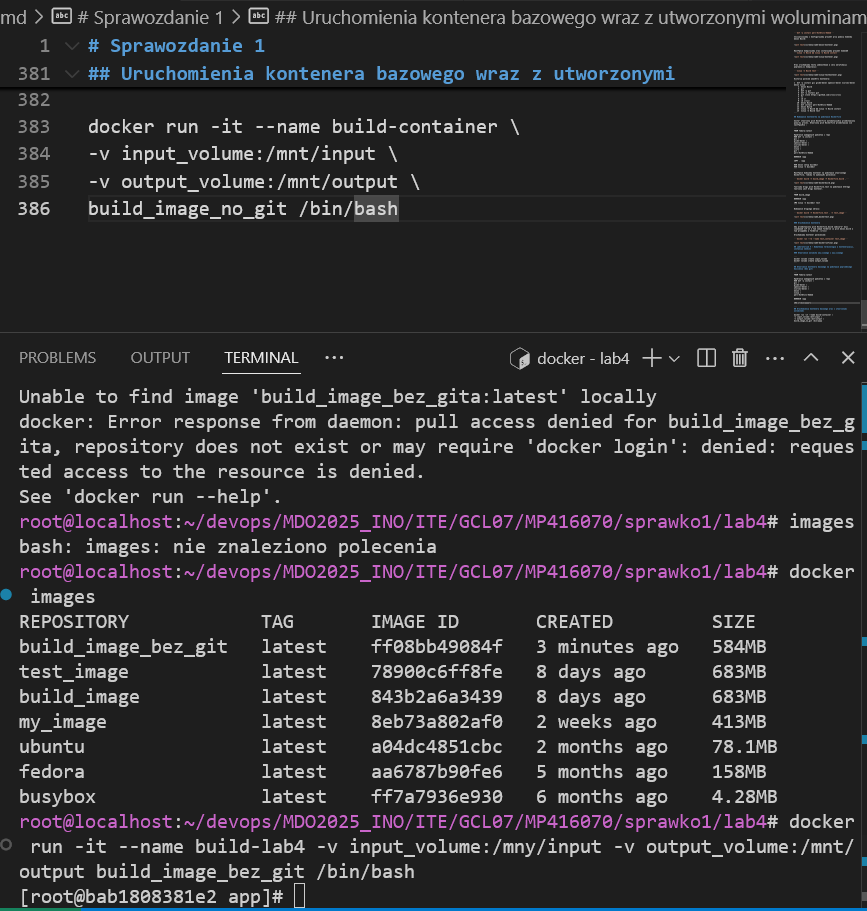 md > # Sprawozdanie 1 > ## Uruchomienia kontenera bazowego wraz z utworzonymi woluminam
1 # Sprawozdanie 1
381 ## Uruchomienia kontenera bazowego wraz z utworzonymi
382
383 docker run -it --name build-container \
384 -v input_volume:/mnt/input \
385 -v output_volume:/mnt/output \
386 build_image_no_git /bin/bash
PROBLEMS OUTPUT TERMINAL ··· docker - lab4
Unable to find image 'build_image_bez_gita:latest' locally
docker: Error response from daemon: pull access denied for build_image_bez_g
ita, repository does not exist or may require 'docker login': denied: reques
ted access to the resource is denied.
See 'docker run --help'.
root@localhost:~/devops/MDO2025_INO/ITE/GCL07/MP416070/sprawko1/lab4# images
bash: images: nie znaleziono polecenia
root@localhost:~/devops/MDO2025_INO/ITE/GCL07/MP416070/sprawko1/lab4# docker
images
REPOSITORY TAG IMAGE ID CREATED SIZE
build_image_bez_git latest ff08bb49084f 3 minutes ago 584MB
test_image latest 78900c6ff8fe 8 days ago 683MB
build_image latest 843b2a6a3439 8 days ago 683MB
my_image latest 8eb73a802af0 2 weeks ago 413MB
ubuntu latest a04dc4851cbc 2 months ago 78.1MB
fedora latest aa6787b90fe6 5 months ago 158MB
busybox latest ff7a7936e930 6 months ago 4.28MB
root@localhost:~/devops/MDO2025_INO/ITE/GCL07/MP416070/sprawko1/lab4# docker
run -it --name build-lab4 -v input_volume:/mny/input -v output_volume:/mnt/
output build_image_bez_git /bin/bash
[root@bab1808381e2 app]#